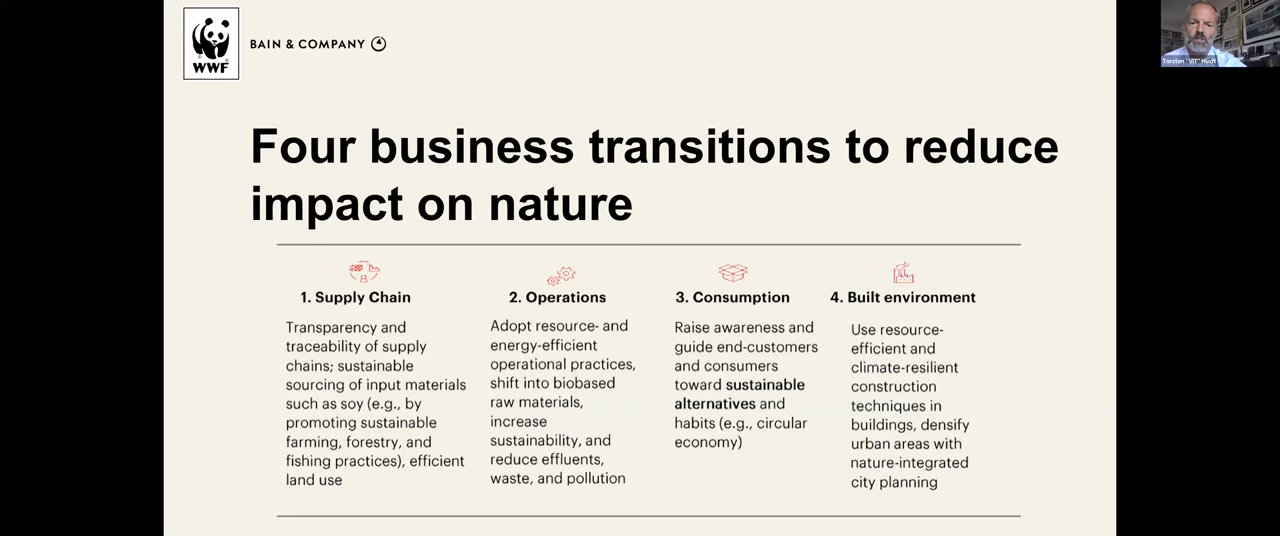 WWF
BAIN & COMPANY
Torsten "VIT" Hvidt
Four business transitions to reduce
impact on nature
1. Supply Chain
Transparency and
traceability of supply
chains; sustainable
sourcing of input materials
such as soy (e.g., by
promoting sustainable
farming, forestry, and
fishing practices), efficient
land use
2. Operations
Adopt resource- and
energy-efficient
operational practices,
shift into biobased
raw materials,
increase
sustainability, and
reduce effluents,
waste, and pollution
3. Consumption
Raise awareness and
guide end-customers
and consumers
toward sustainable
alternatives and
habits (e.g., circular
economy)
4. Built environment
Use resource-
efficient and
climate-resilient
construction
techniques in
buildings, densify
urban areas with
nature-integrated
city planning